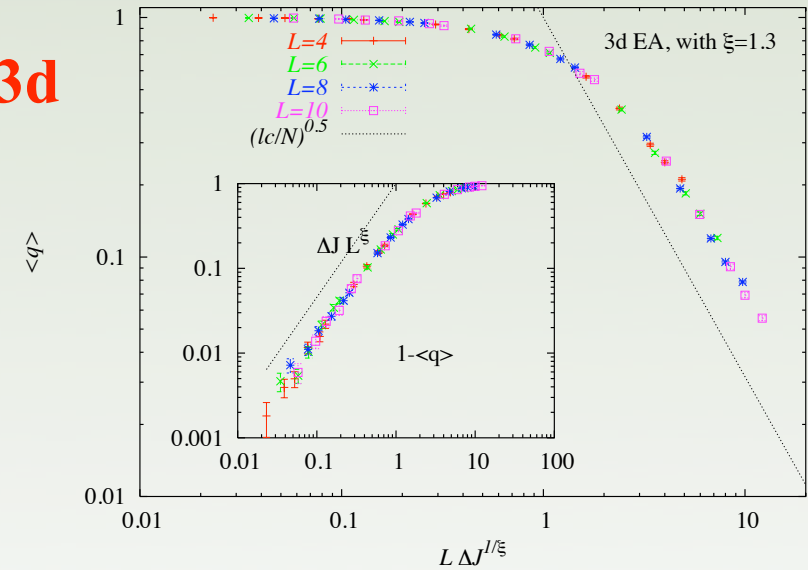 3d
3d EA, with ξ=1.3
L=4
L=6
L=8
L=10
(lc/N)^0.5
<q>
1
0.1
0.01
1
0.1
0.01
0.001
ΔJ L^ξ
1-<q>
0.01 0.1 1 10 100
0.01 0.1 1 10
L ΔJ^1/ξ